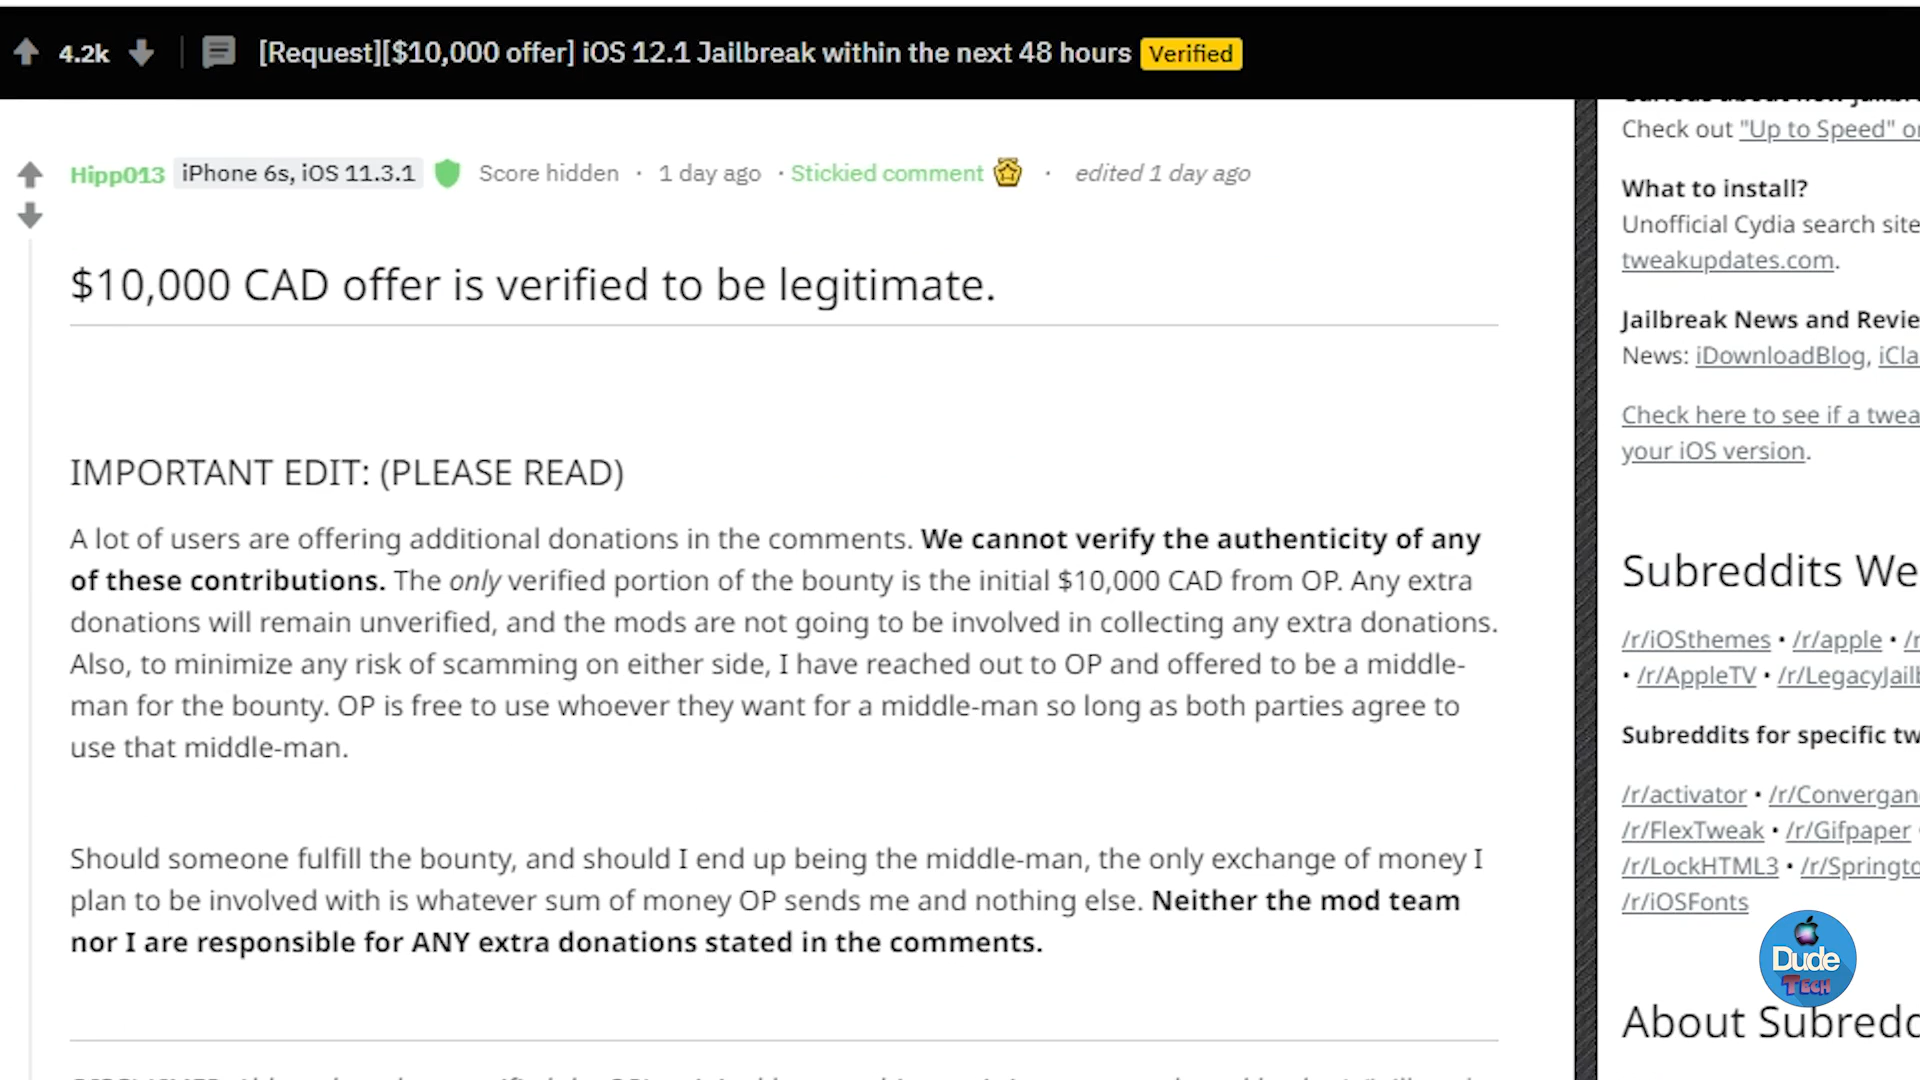 4.2k [Request][$10,000 offer] iOS 12.1 Jailbreak within the next 48 hours Verified
Hipp013 iPhone 6s, iOS 11.3.1 Score hidden · 1 day ago · Stickied comment · edited 1 day ago
$10,000 CAD offer is verified to be legitimate.
IMPORTANT EDIT: (PLEASE READ)
A lot of users are offering additional donations in the comments. We cannot verify the authenticity of any
of these contributions. The only verified portion of the bounty is the initial $10,000 CAD from OP. Any extra
donations will remain unverified, and the mods are not going to be involved in collecting any extra donations.
Also, to minimize any risk of scamming on either side, I have reached out to OP and offered to be a middle-
man for the bounty. OP is free to use whoever they want for a middle-man so long as both parties agree to
use that middle-man.
Should someone fulfill the bounty, and should I end up being the middle-man, the only exchange of money I
plan to be involved with is whatever sum of money OP sends me and nothing else. Neither the mod team
nor I are responsible for ANY extra donations stated in the comments.
Check out "Up to Speed" or
What to install?
Unofficial Cydia search site
tweakupdates.com.
Jailbreak News and Revie
News: iDownloadBlog, iCla
Check here to see if a twea
your iOS version.
Subreddits We
/r/iOSthemes • /r/apple • /r
• /r/AppleTV • /r/LegacyJailb
Subreddits for specific tw
/r/activator • /r/Convergan
/r/FlexTweak • /r/Gifpaper
/r/LockHTML3 • /r/Springto
/r/iOSFonts
Dude
TECH
About Subredd